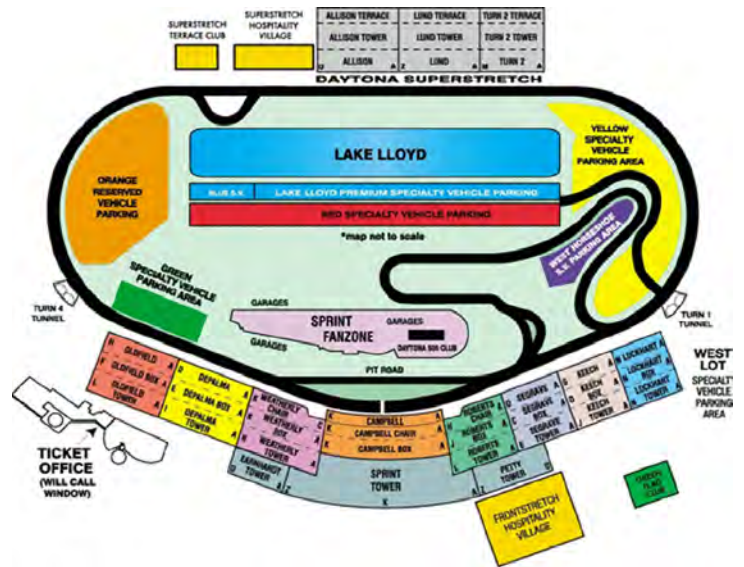 SUPERSTRETCH
TERRACE CLUB
SUPERSTRETCH
HOSPITALITY
VILLAGE
ALLISON TERRACE
LUND TERRACE
TURN 2 TERRACE
ALLISON TOWER
LUND TOWER
TURN 2 TOWER
U ALLISON A
Z LUND A
M TURN 2 A
DAYTONA SUPERSTRETCH
LAKE LLOYD
BLUE S.V.
LAKE LLOYD PREMIUM SPECIALTY VEHICLE PARKING
RED SPECIALTY VEHICLE PARKING
*map not to scale
ORANGE
RESERVED
VEHICLE
PARKING
YELLOW
SPECIALTY
VEHICLE
PARKING AREA
WEST HORSESHOE
S.V. PARKING AREA
GREEN
SPECIALTY VEHICLE
PARKING AREA
TURN 4
TUNNEL
TURN 1
TUNNEL
GARAGES
SPRINT
FANZONE
GARAGES
GARAGES
DAYTONA 500 CLUB
PIT ROAD
WEST
LOT
SPECIALTY
VEHICLE
PARKING
AREA
OLDFIELD
OLDFIELD BOX
OLDFIELD
TOWER
DEPALMA
DEPALMA BOX
DEPALMA
TOWER
WEATHERLY
CHAIR
WEATHERLY
BOX
WEATHERLY
TOWER
CAMPBELL
CAMPBELL CHAIR
CAMPBELL BOX
ROBERTS
CHAIR
ROBERTS
BOX
ROBERTS
TOWER
SEGRAVE
SEGRAVE
BOX
SEGRAVE
TOWER
KEECH
KEECH
BOX
KEECH
TOWER
LOCKHART
LOCKHART
BOX
LOCKHART
TOWER
EARNHARDT
TOWER
SPRINT
TOWER
K
PETTY
TOWER
TICKET
OFFICE
(WILL CALL
WINDOW)
FRONTSTRETCH
HOSPITALITY
VILLAGE
GREEN
FLAG
CLUB